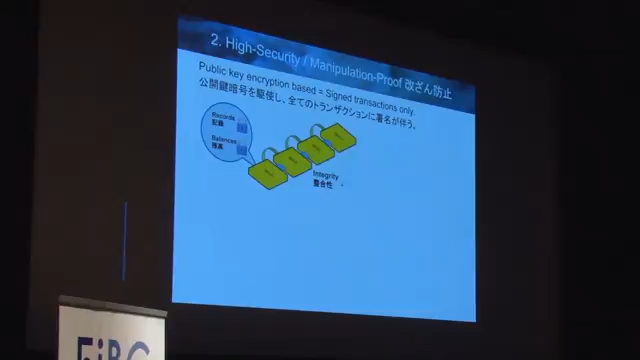 2. High-Security / Manipulation-Proof 改ざん防止
Public key encryption based = Signed transactions only.
公開鍵暗号を駆使し、全てのトランザクションに署名が伴う。
Records
記録
Balances
残高
Integrity
整合性